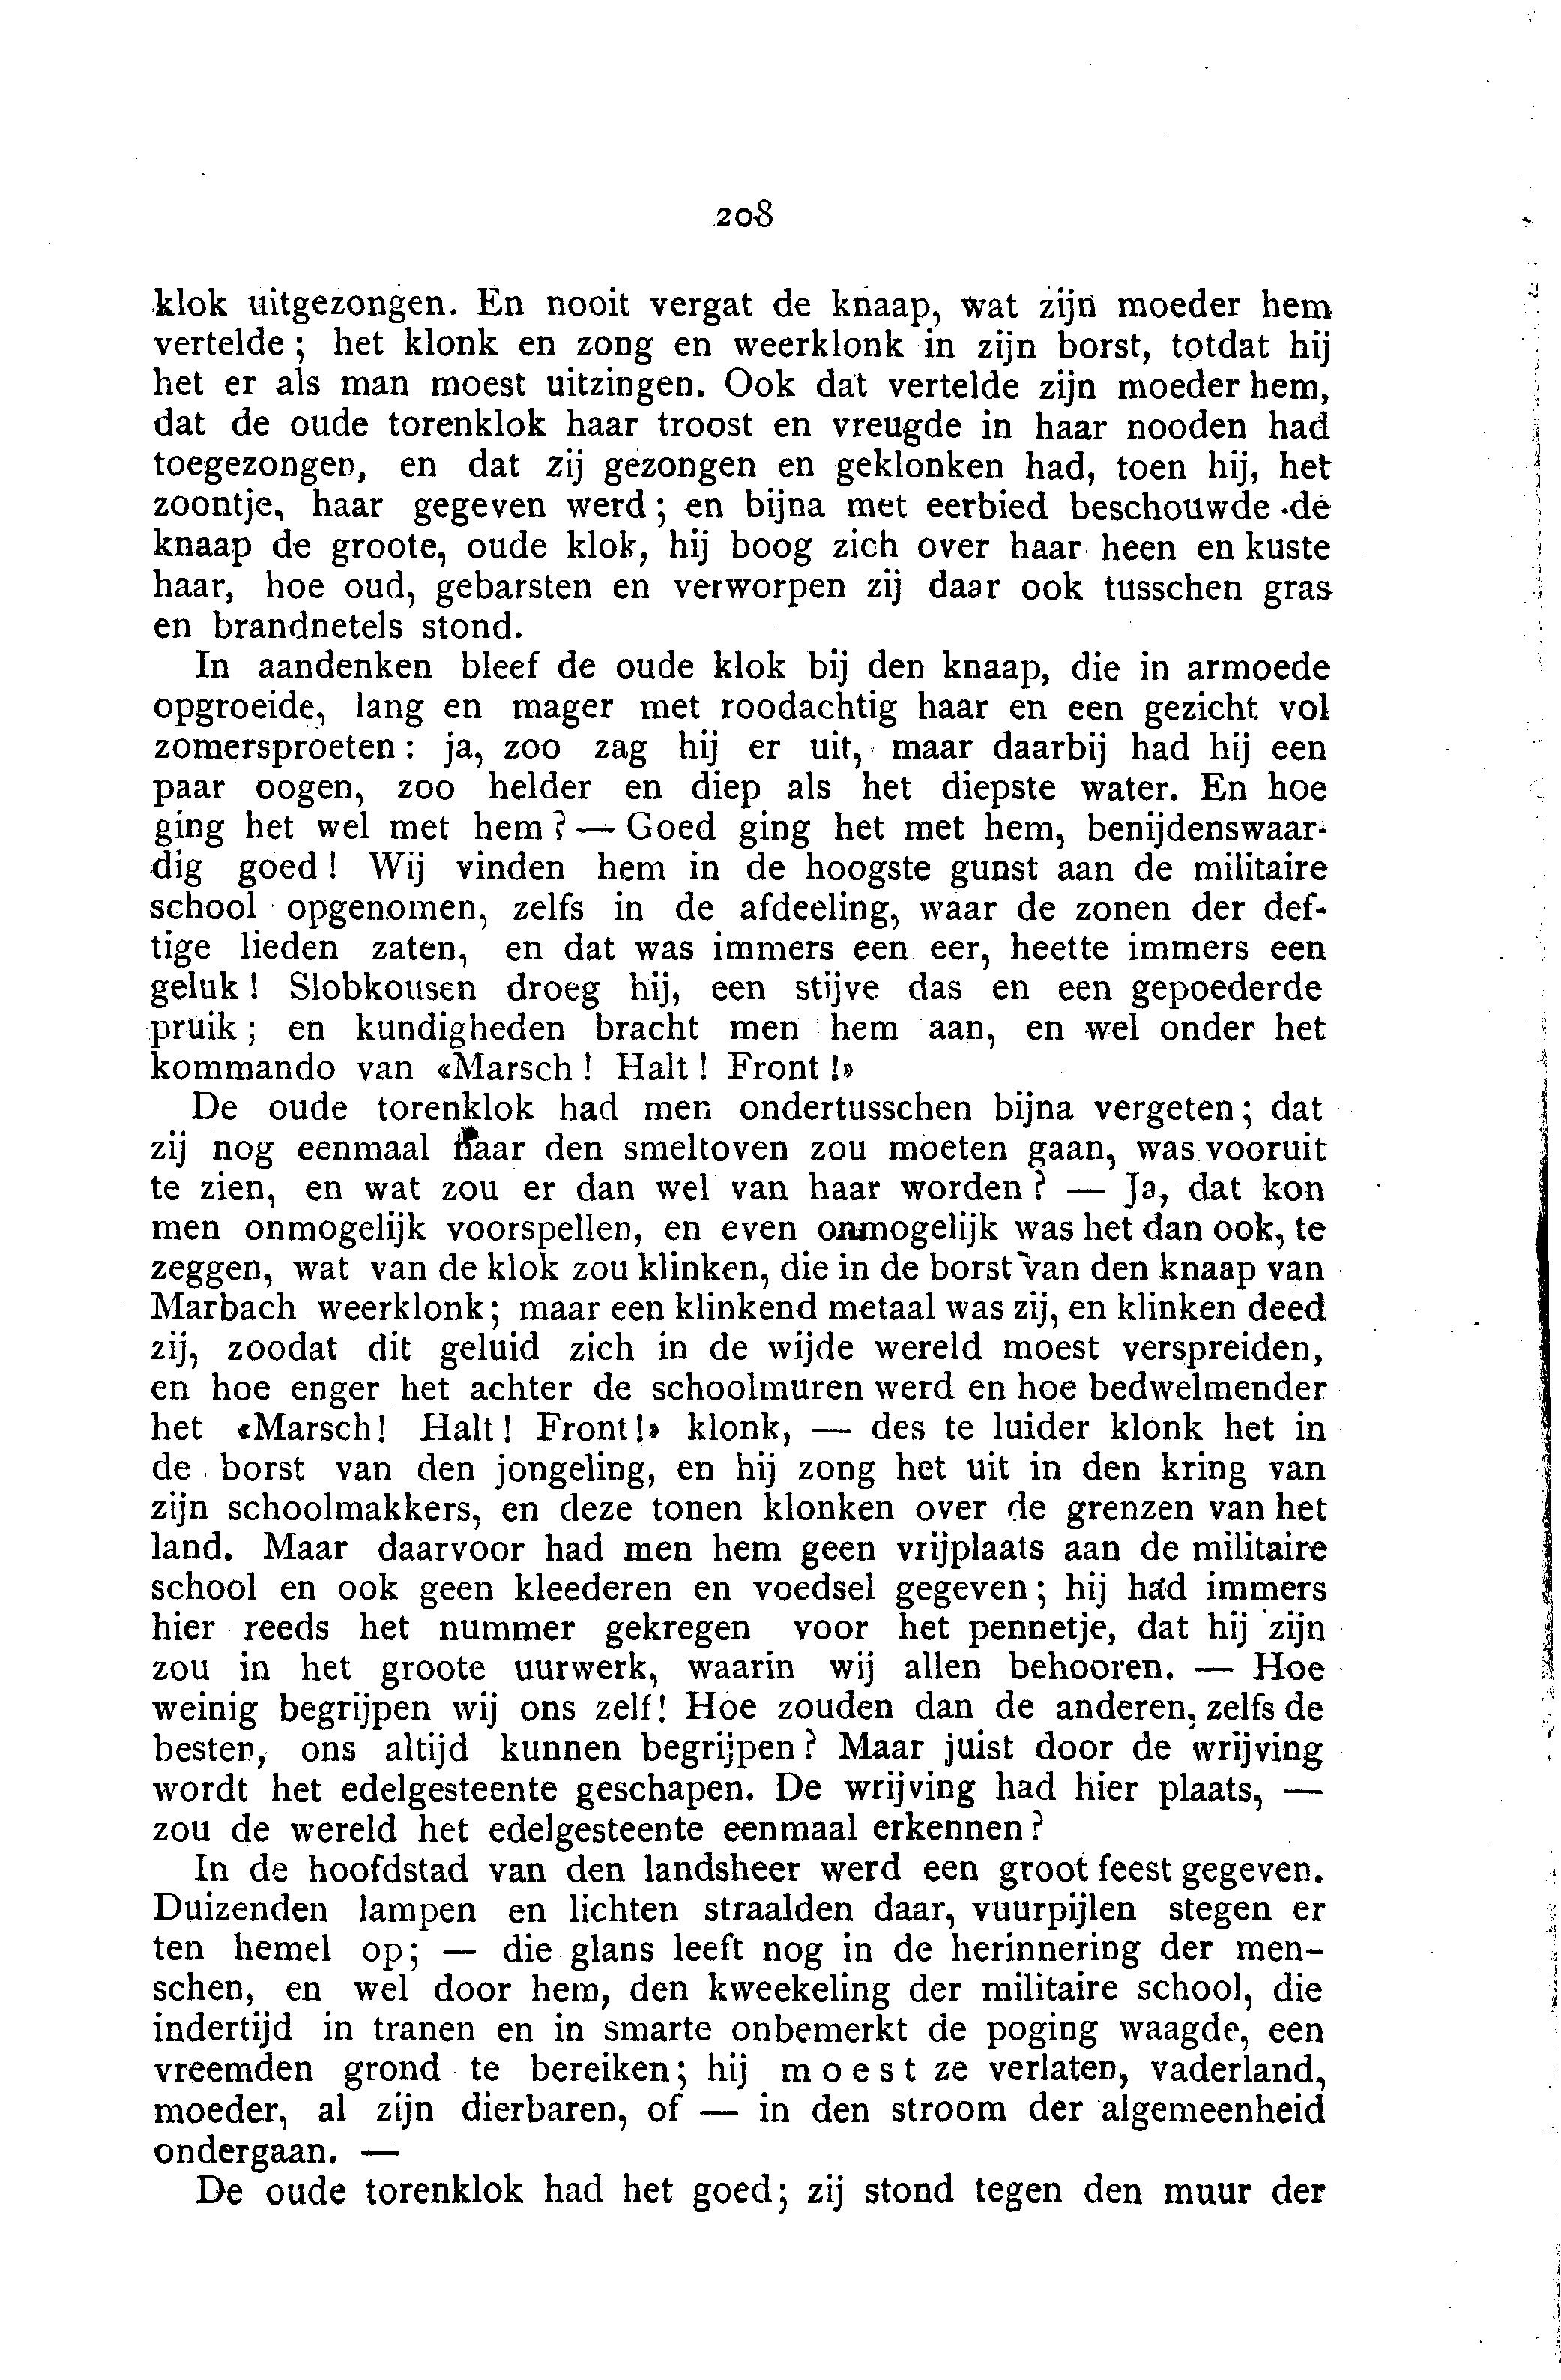 208
klok uitgezongen. En nooit vergat de knaap, wat zijn moeder hem
vertelde ; het klonk en zong en weerklonk in zijn borst, totdat hij
het er als man moest uitzingen. Ook dat vertelde zijn moeder hem,
dat de oude torenklok haar troost en vreugde in haar nooden had
toegezongen, en dat zij gezongen en geklonken had, toen hij, het
zoontje, haar gegeven werd ; en bijna met eerbied beschouwde de
knaap de groote, oude klok, hij boog zich over haar heen en kuste
haar, hoe oud, gebarsten en verworpen zij daar ook tusschen gras
en brandnetels stond.
In aandenken bleef de oude klok bij den knaap, die in armoede
opgroeide, lang en mager met roodachtig haar en een gezicht vol
zomersproeten : ja, zoo zag hij er uit, maar daarbij had hij een
paar oogen, zoo helder en diep als het diepste water. En hoe
ging het wel met hem ? — Goed ging het met hem, benijdenswaar-
dig goed ! Wij vinden hem in de hoogste gunst aan de militaire
school opgenomen, zelfs in de afdeeling, waar de zonen der def-
tige lieden zaten, en dat was immers een eer, heette immers een
geluk ! Slobkousen droeg hij, een stijve das en een gepoederde
pruik ; en kundigheden bracht men hem aan, en wel onder het
kommando van «Marsch ! Halt ! Front !»
De oude torenklok had men ondertusschen bijna vergeten ; dat
zij nog eenmaal naar den smeltoven zou moeten gaan, was vooruit
te zien, en wat zou er dan wel van haar worden ? — Ja, dat kon
men onmogelijk voorspellen, en even onmogelijk was het dan ook, te
zeggen, wat van de klok zou klinken, die in de borst van den knaap van
Marbach weerklonk ; maar een klinkend metaal was zij, en klinken deed
zij, zoodat dit geluid zich in de wijde wereld moest verspreiden,
en hoe enger het achter de schoolmuren werd en hoe bedwelmender
het «Marsch! Halt! Front!» klonk, — des te luider klonk het in
de borst van den jongeling, en hij zong het uit in den kring van
zijn schoolmakkers, en deze tonen klonken over de grenzen van het
land. Maar daarvoor had men hem geen vrijplaats aan de militaire
school en ook geen kleederen en voedsel gegeven ; hij had immers
hier reeds het nummer gekregen voor het pennetje, dat hij zijn
zou in het groote uurwerk, waarin wij allen behooren. — Hoe
weinig begrijpen wij ons zelf! Hoe zouden dan de anderen, zelfs de
besten, ons altijd kunnen begrijpen ? Maar juist door de wrijving
wordt het edelgesteente geschapen. De wrijving had hier plaats, —
zou de wereld het edelgesteente eenmaal erkennen ?
In de hoofdstad van den landsheer werd een groot feest gegeven.
Duizenden lampen en lichten straalden daar, vuurpijlen stegen er
ten hemel op; — die glans leeft nog in de herinnering der men-
schen, en wel door hem, den kweekeling der militaire school, die
indertijd in tranen en in smarte onbemerkt de poging waagde, een
vreemden grond te bereiken; hij moest ze verlaten, vaderland,
moeder, al zijn dierbaren, of — in den stroom der algemeenheid
ondergaan. —
De oude torenklok had het goed; zij stond tegen den muur der